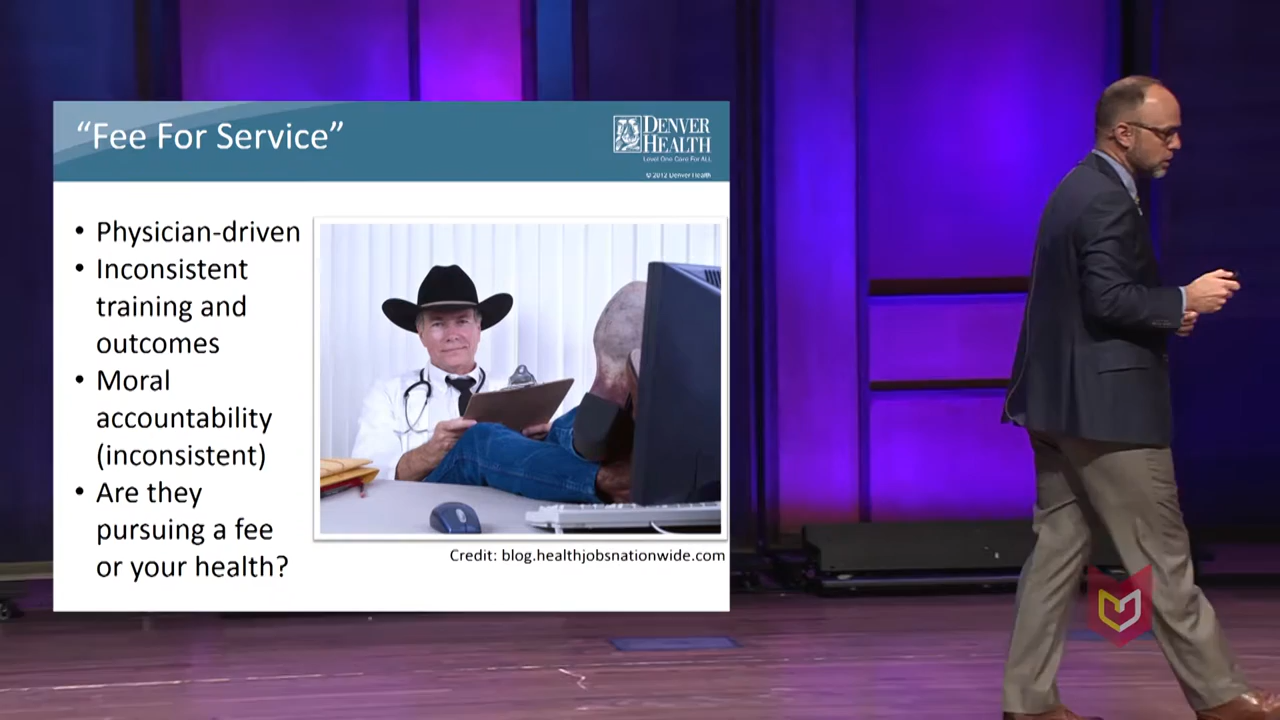 “Fee For Service”
DENVER
HEALTH
Level One Care For ALL
© 2012 Denver Health
• Physician-driven
• Inconsistent
training and
outcomes
• Moral
accountability
(inconsistent)
• Are they
pursuing a fee
or your health?
Credit: blog.healthjobsnationwide.com